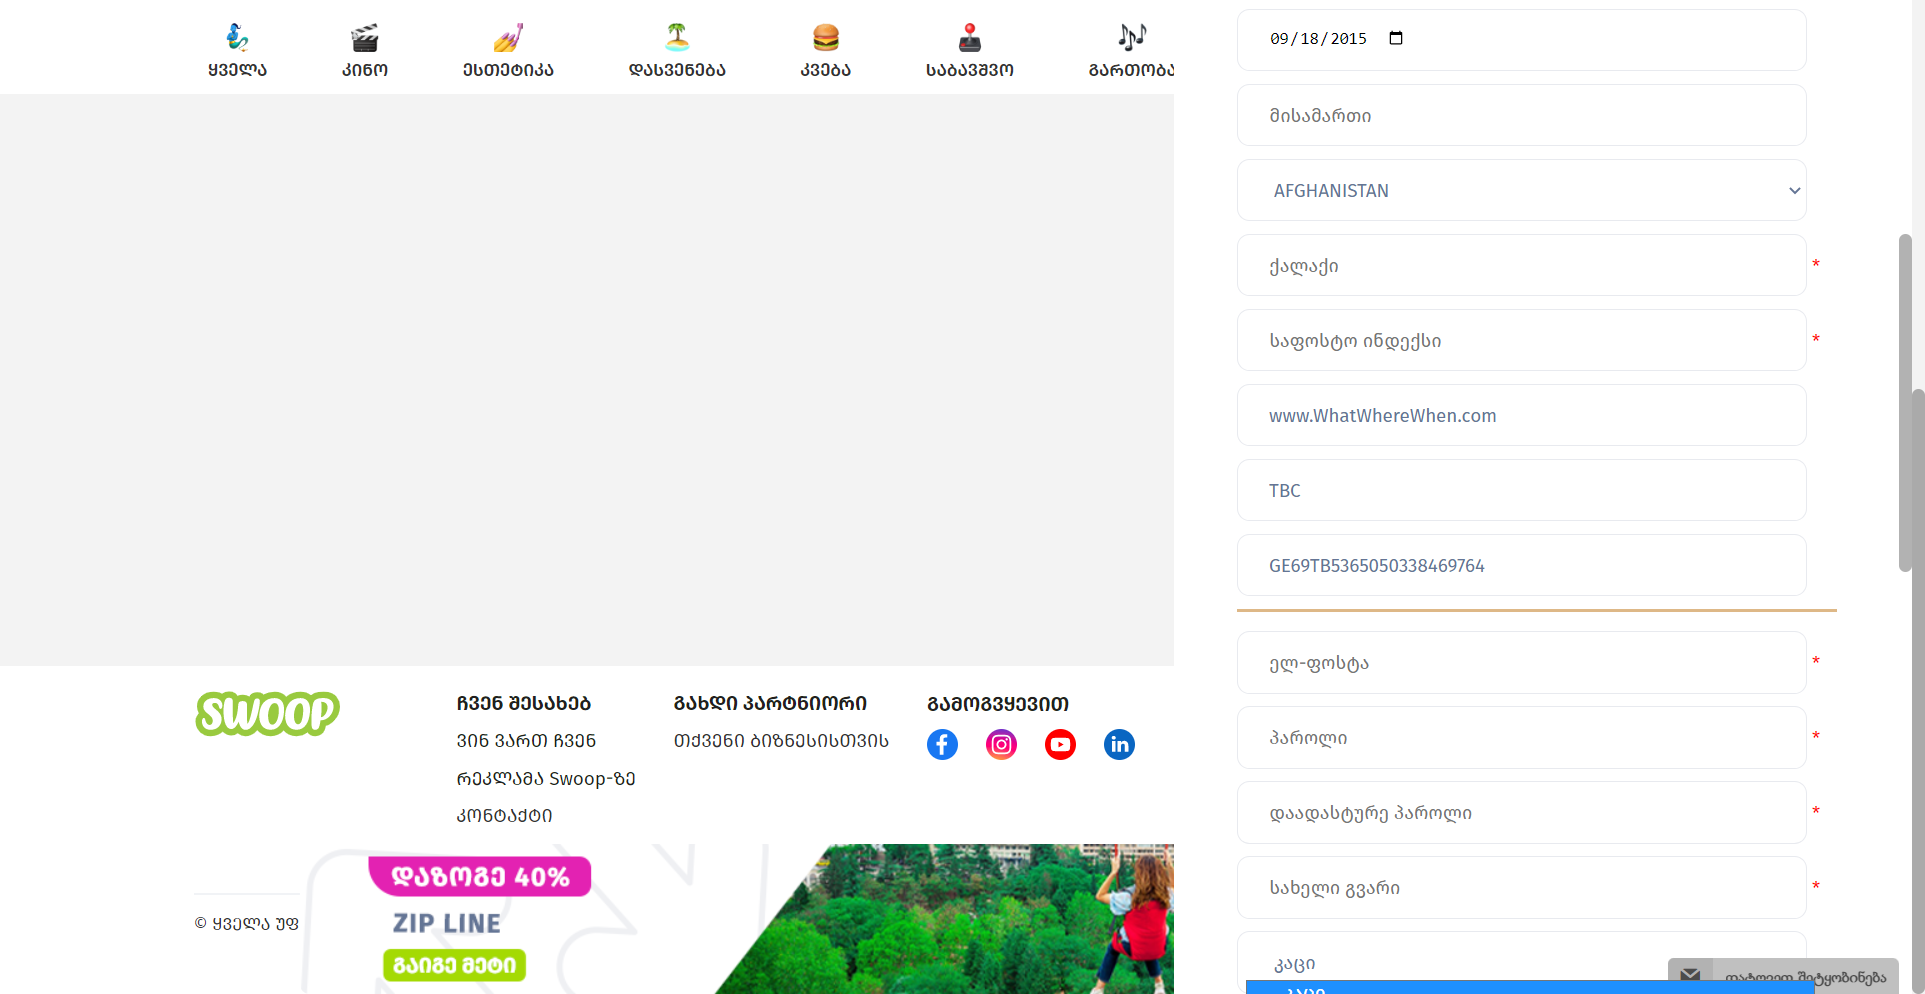 ყველა
კინო
ესთეტიკა
დასვენება
კვება
საბავშვო
გართობა
SWOOP
ჩვენ შესახებ
ვინ ვართ ჩვენ
რეკლამა Swoop-ზე
კონტაქტი
გახდი პარტნიორი
თქვენი ბიზნესისთვის
გამოგვყევით
© ყველა უფ
დაზოგე 40%
ZIP LINE
გაიგე მეტი
09/18/2015
მისამართი
AFGHANISTAN
ქალაქი *
საფოსტო ინდექსი *
www.WhatWhereWhen.com
TBC
GE69TB5365050338469764
ელ-ფოსტა *
პაროლი *
დაადასტურე პაროლი *
სახელი გვარი *
კაცი
დატოვეთ შეტყობინება